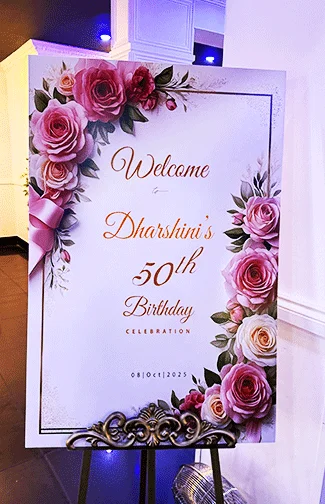 Welcome
to
Dharshini's
50th
Birthday
CELEBRATION
08|Oct|2025